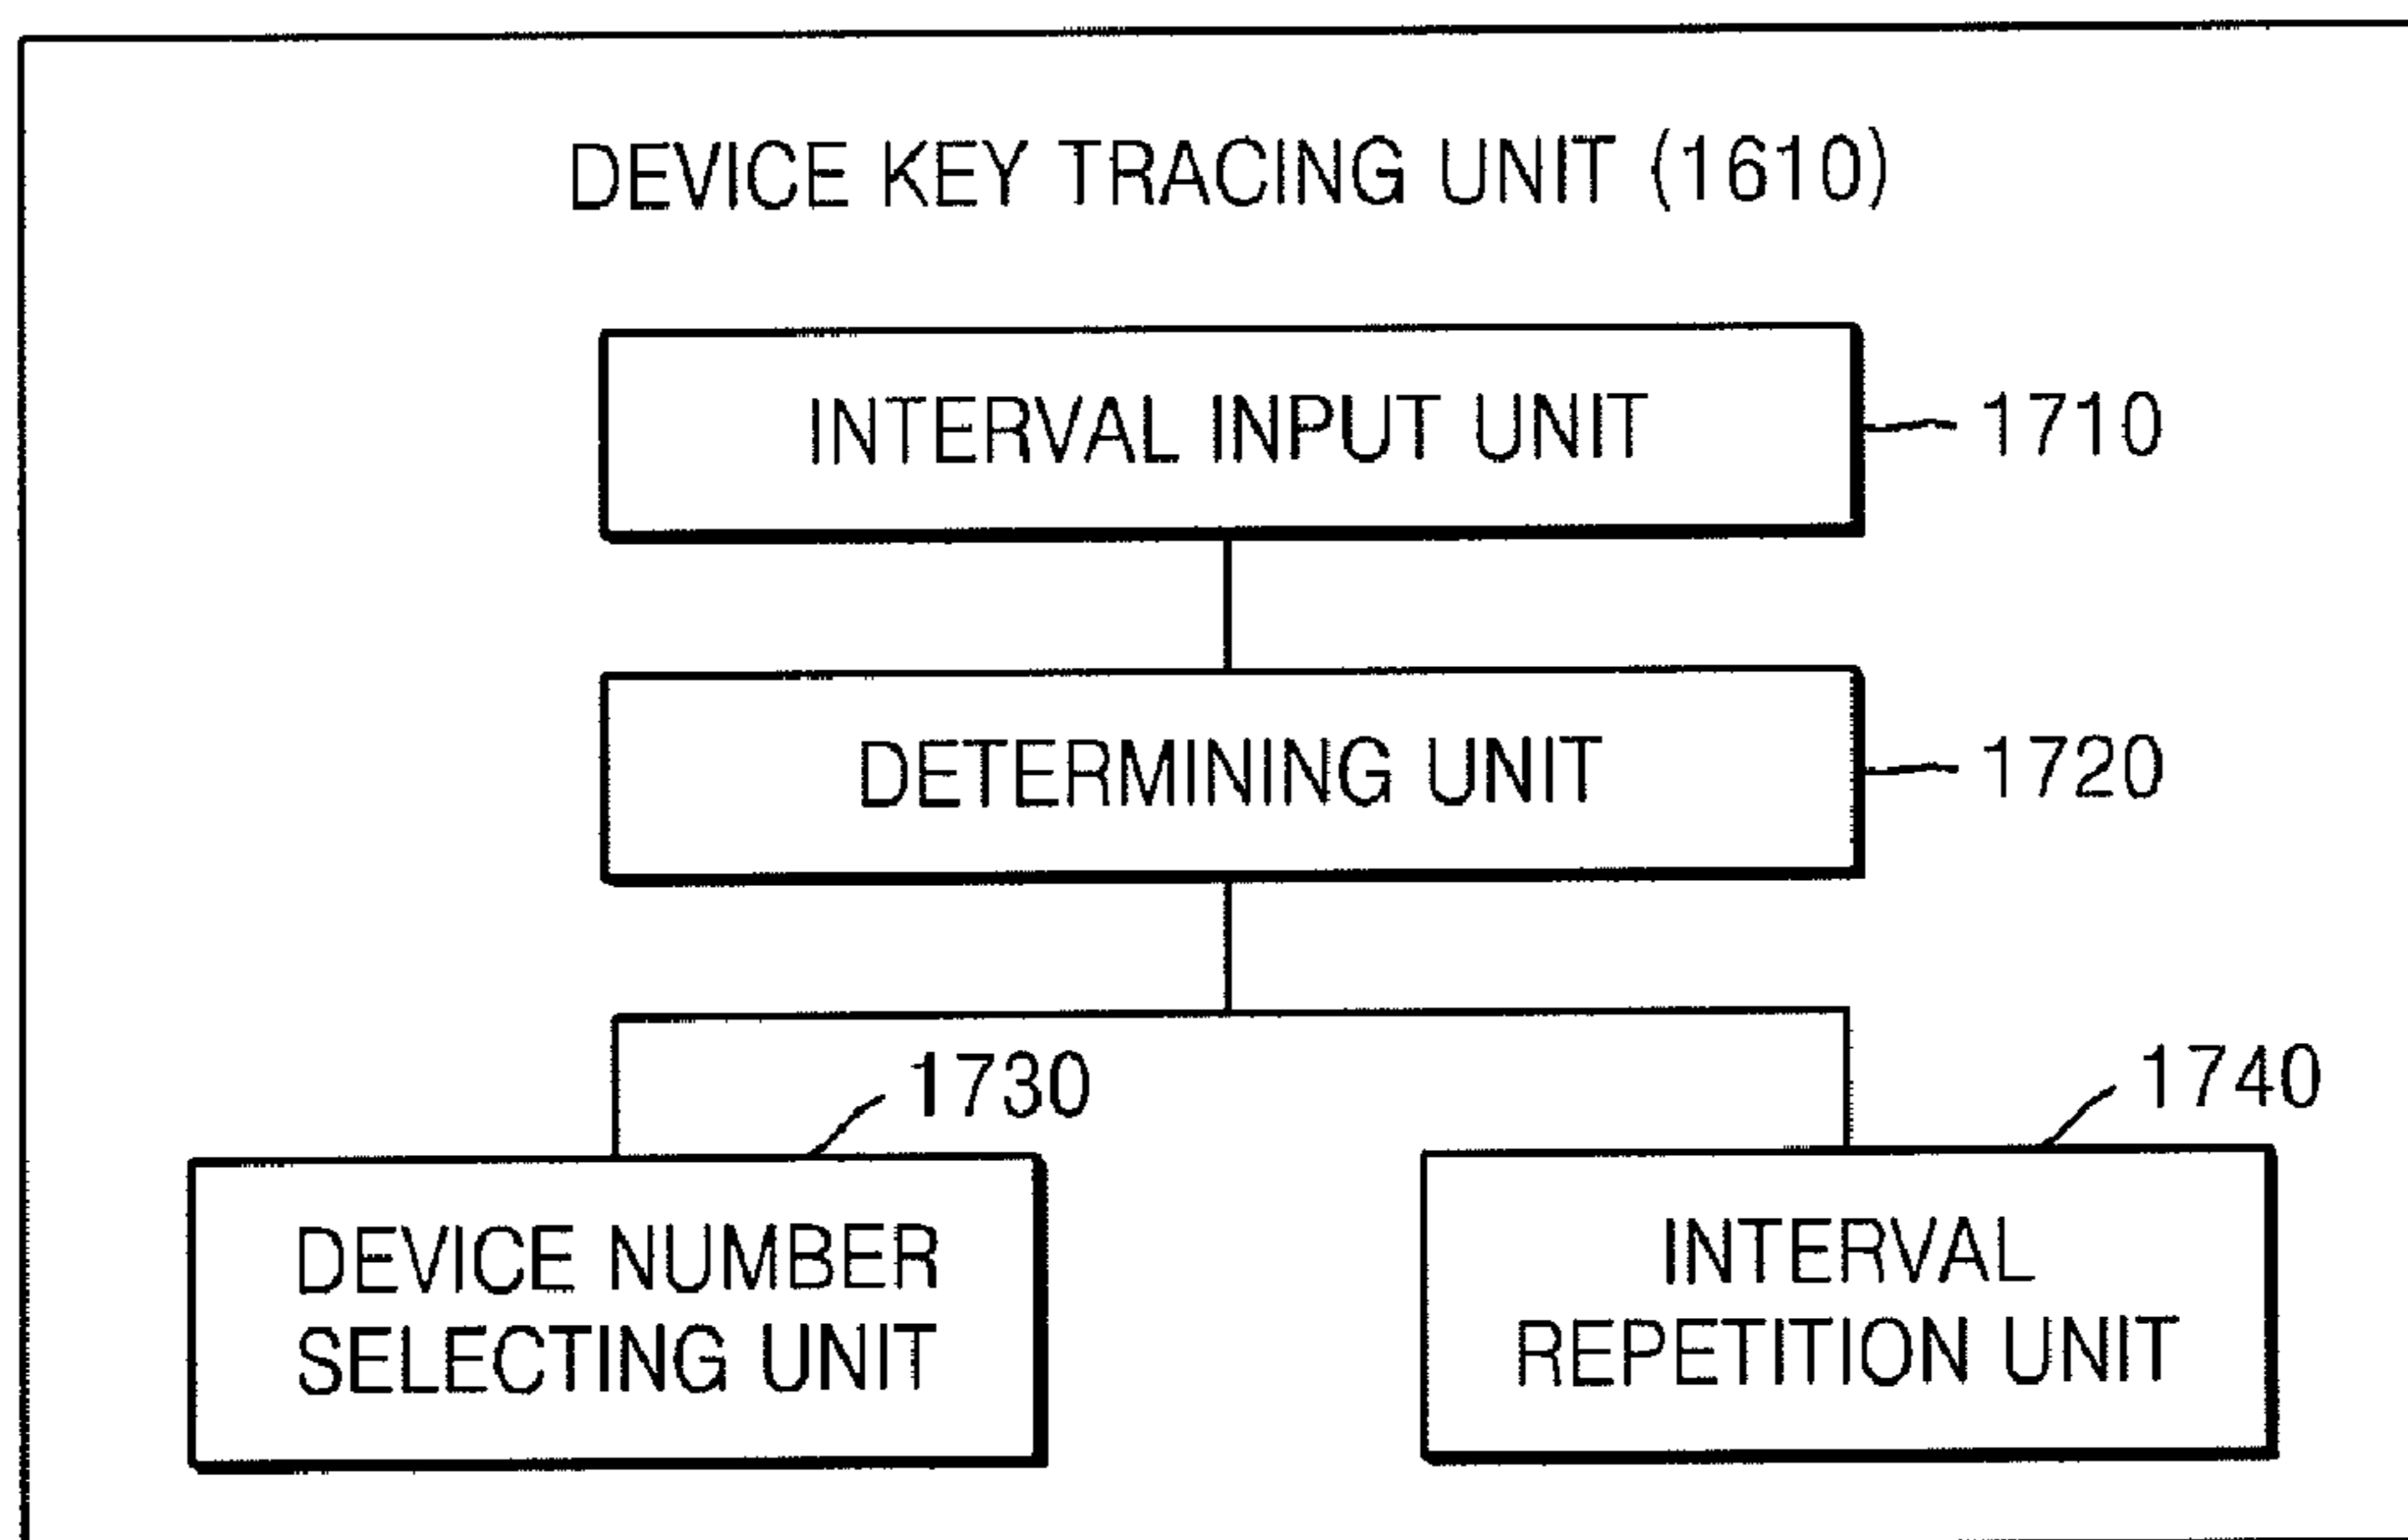 DEVICE KEY TRACING UNIT (1610)
INTERVAL INPUT UNIT
1710
DETERMINING UNIT
1720
1730
1740
DEVICE NUMBER
SELECTING UNIT
INTERVAL
REPETITION UNIT